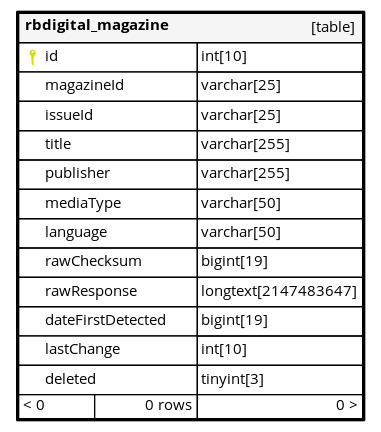 rbdigital_magazine [table]
id int[10]
magazineId varchar[25]
issueId varchar[25]
title varchar[255]
publisher varchar[255]
mediaType varchar[50]
language varchar[50]
rawChecksum bigint[19]
rawResponse longtext[2147483647]
dateFirstDetected bigint[19]
lastChange int[10]
deleted tinyint[3]
< 0 0 rows 0 >